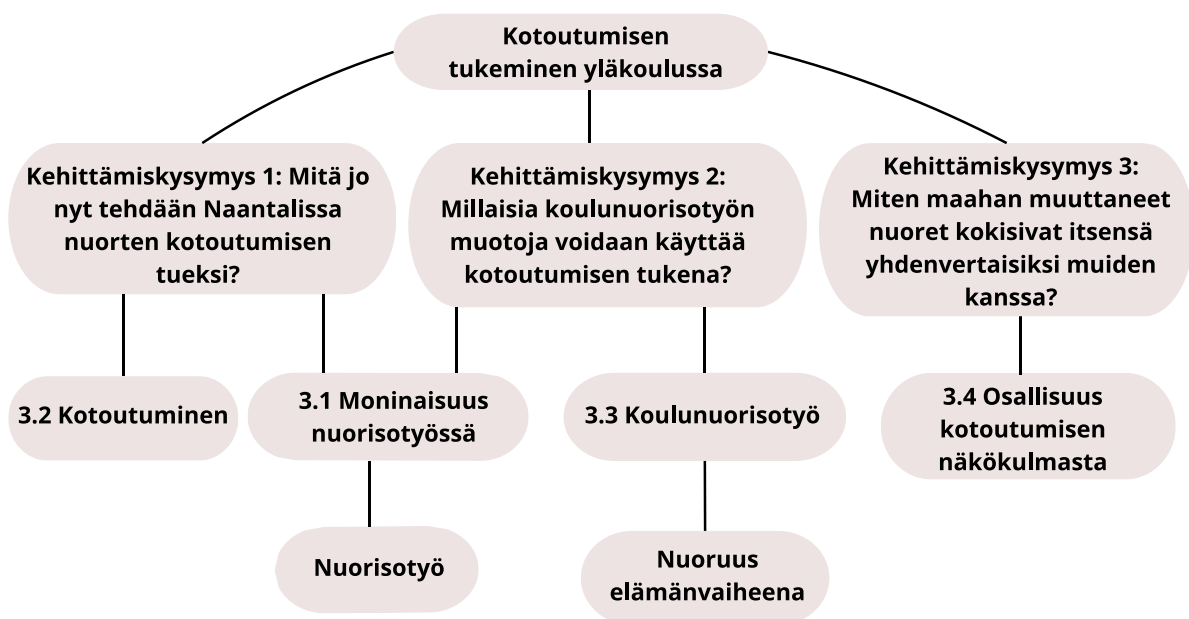 Kotoutumisen
tukeminen yläkoulussa
Kehittämiskysymys 1: Mitä jo
nyt tehdään Naantalissa
nuorten kotoutumisen
tueksi?
Kehittämiskysymys 2:
Millaisia koulunuorisotyön
muotoja voidaan käyttää
kotoutumisen tukena?
Kehittämiskysymys 3:
Miten maahan muuttaneet
nuoret kokisivat itsensä
yhdenvertaisiksi muiden
kanssa?
3.2 Kotoutuminen
3.1 Moninaisuus
nuorisotyössä
3.3 Koulunuorisotyö
3.4 Osallisuus
kotoutumisen
näkökulmasta
Nuorisotyö
Nuoruus
elämänvaiheena